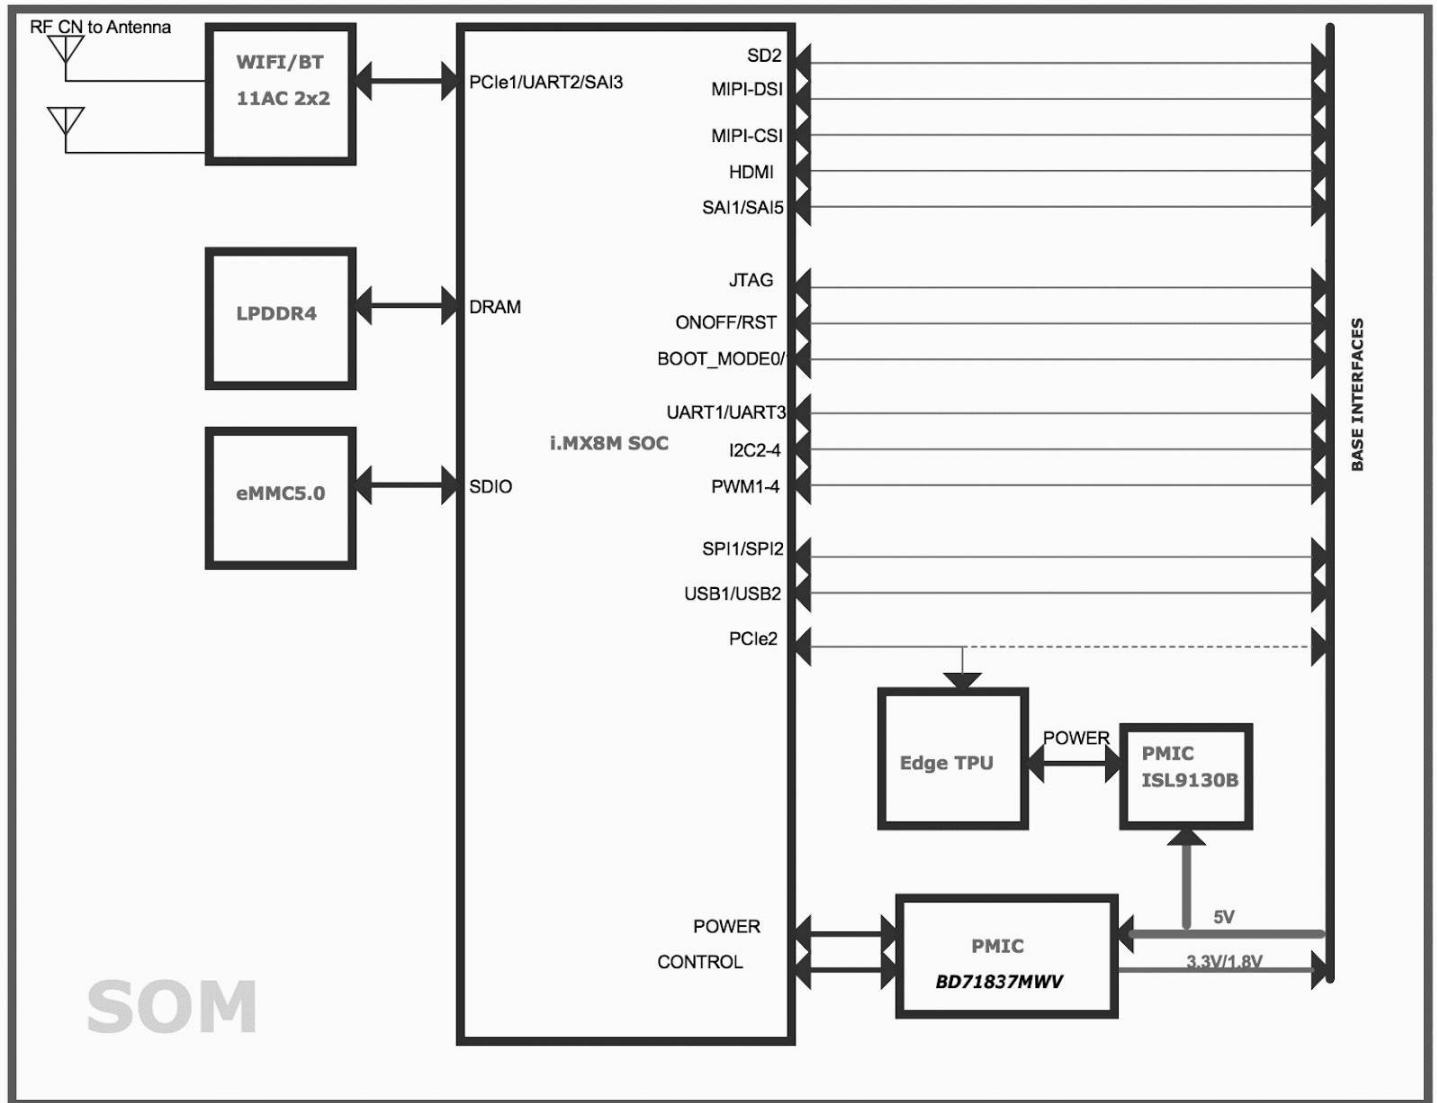 RF CN to Antenna
WIFI/BT
11AC 2x2
PCIe1/UART2/SAI3
LPDDR4
DRAM
eMMC5.0
SDIO
i.MX8M SOC
SD2
MIPI-DSI
MIPI-CSI
HDMI
SAI1/SAI5
JTAG
ONOFF/RST
BOOT_MODE0/
UART1/UART3
I2C2-4
PWM1-4
SPI1/SPI2
USB1/USB2
PCIe2
BASE INTERFACES
Edge TPU
POWER
PMIC
ISL9130B
POWER
CONTROL
PMIC
BD71837MWV
5V
3.3V/1.8V
SOM